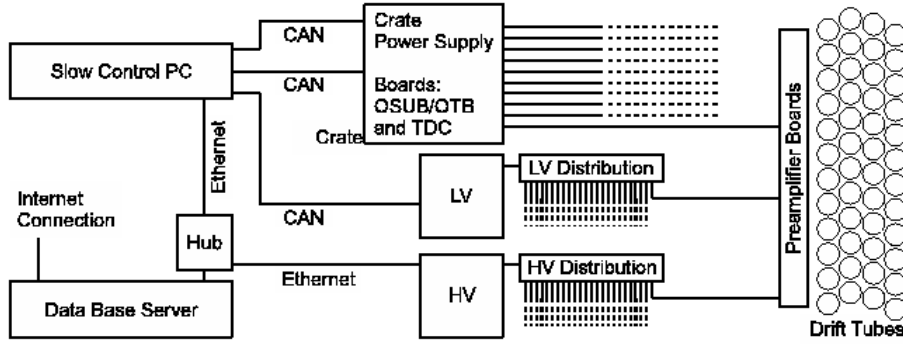 Slow Control PC
CAN
CAN
Crate
Power Supply
Boards:
OSUB/OTB
and TDC
Crate
Ethernet
Internet
Connection
Hub
CAN
LV
LV Distribution
Ethernet
HV
HV Distribution
Data Base Server
Preamplifier Boards
Drift Tubes